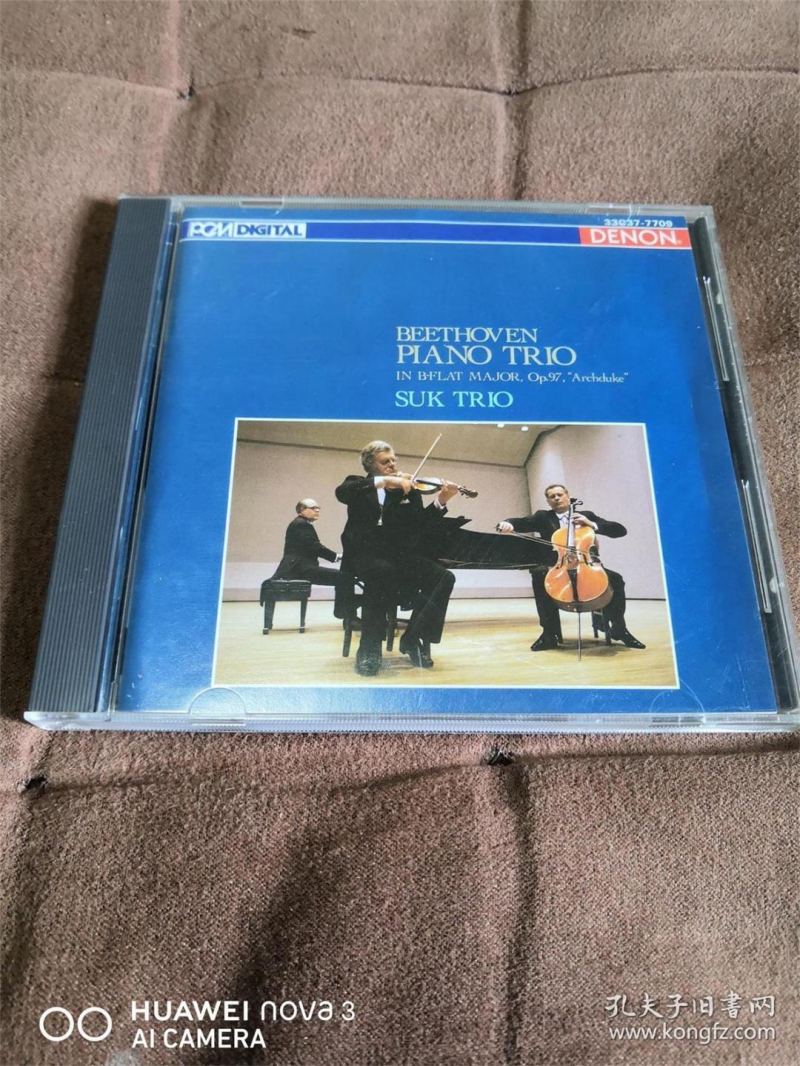 33C37-7709
PCM DIGITAL
DENON
BEETHOVEN
PIANO TRIO
IN B-FLAT MAJOR, Op.97, "Archduke"
SUK TRIO
HUAWEI nova 3
AI CAMERA
孔夫子旧書网
www.kongfz.com